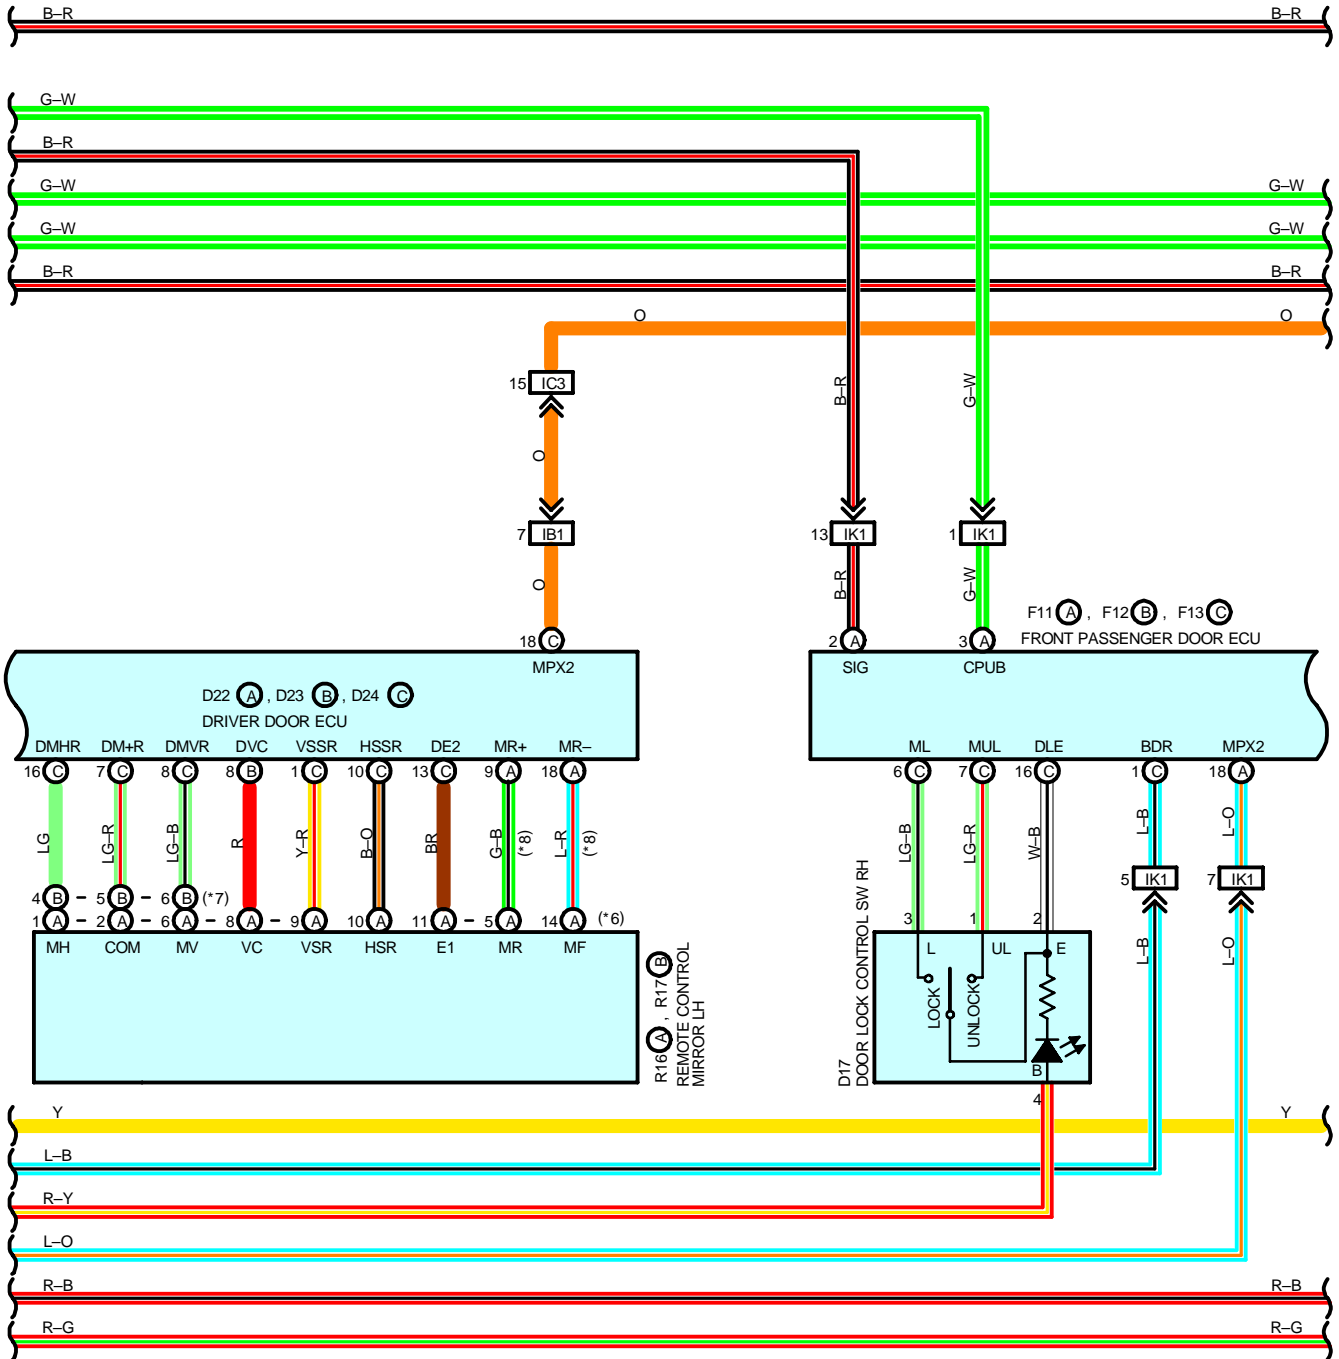 B–R B–R
G–W
B–R
G–W G–W
G–W G–W
B–R B–R
O O
15 IC3
B–R G–W
O
7 IB1 13 IK1 1 IK1
O B–R G–W
F11 A , F12 B , F13 C
FRONT PASSENGER DOOR ECU
18 C 2 A 3 A
MPX2 SIG CPUB
D22 A , D23 B , D24 C
DRIVER DOOR ECU
DMHR DM+R DMVR DVC VSSR HSSR DE2 MR+ MR– ML MUL DLE BDR MPX2
16 C 7 C 8 C 8 B 1 C 10 C 13 C 9 A 18 A 6 C 7 C 16 C 1 C 18 A
LG LG–R LG–B R Y–R B–O BR G–B (*8) L–R (*8) LG–B LG–R W–B L–B L–O
5 IK1 7 IK1
4 B – 5 B – 6 B (*7)
1 A – 2 A – 6 A – 8 A – 9 A 10 A 11 A – 5 A 14 A (*6) 3 1 2
MH COM MV VC VSR HSR E1 MR MF L UL E
L–B L–O
R16 A , R17 B
REMOTE CONTROL
MIRROR LH
D17
DOOR LOCK CONTROL SW RH
LOCK UNLOCK
B
4
Y Y
L–B
R–Y
L–O
R–B R–B
R–G R–G